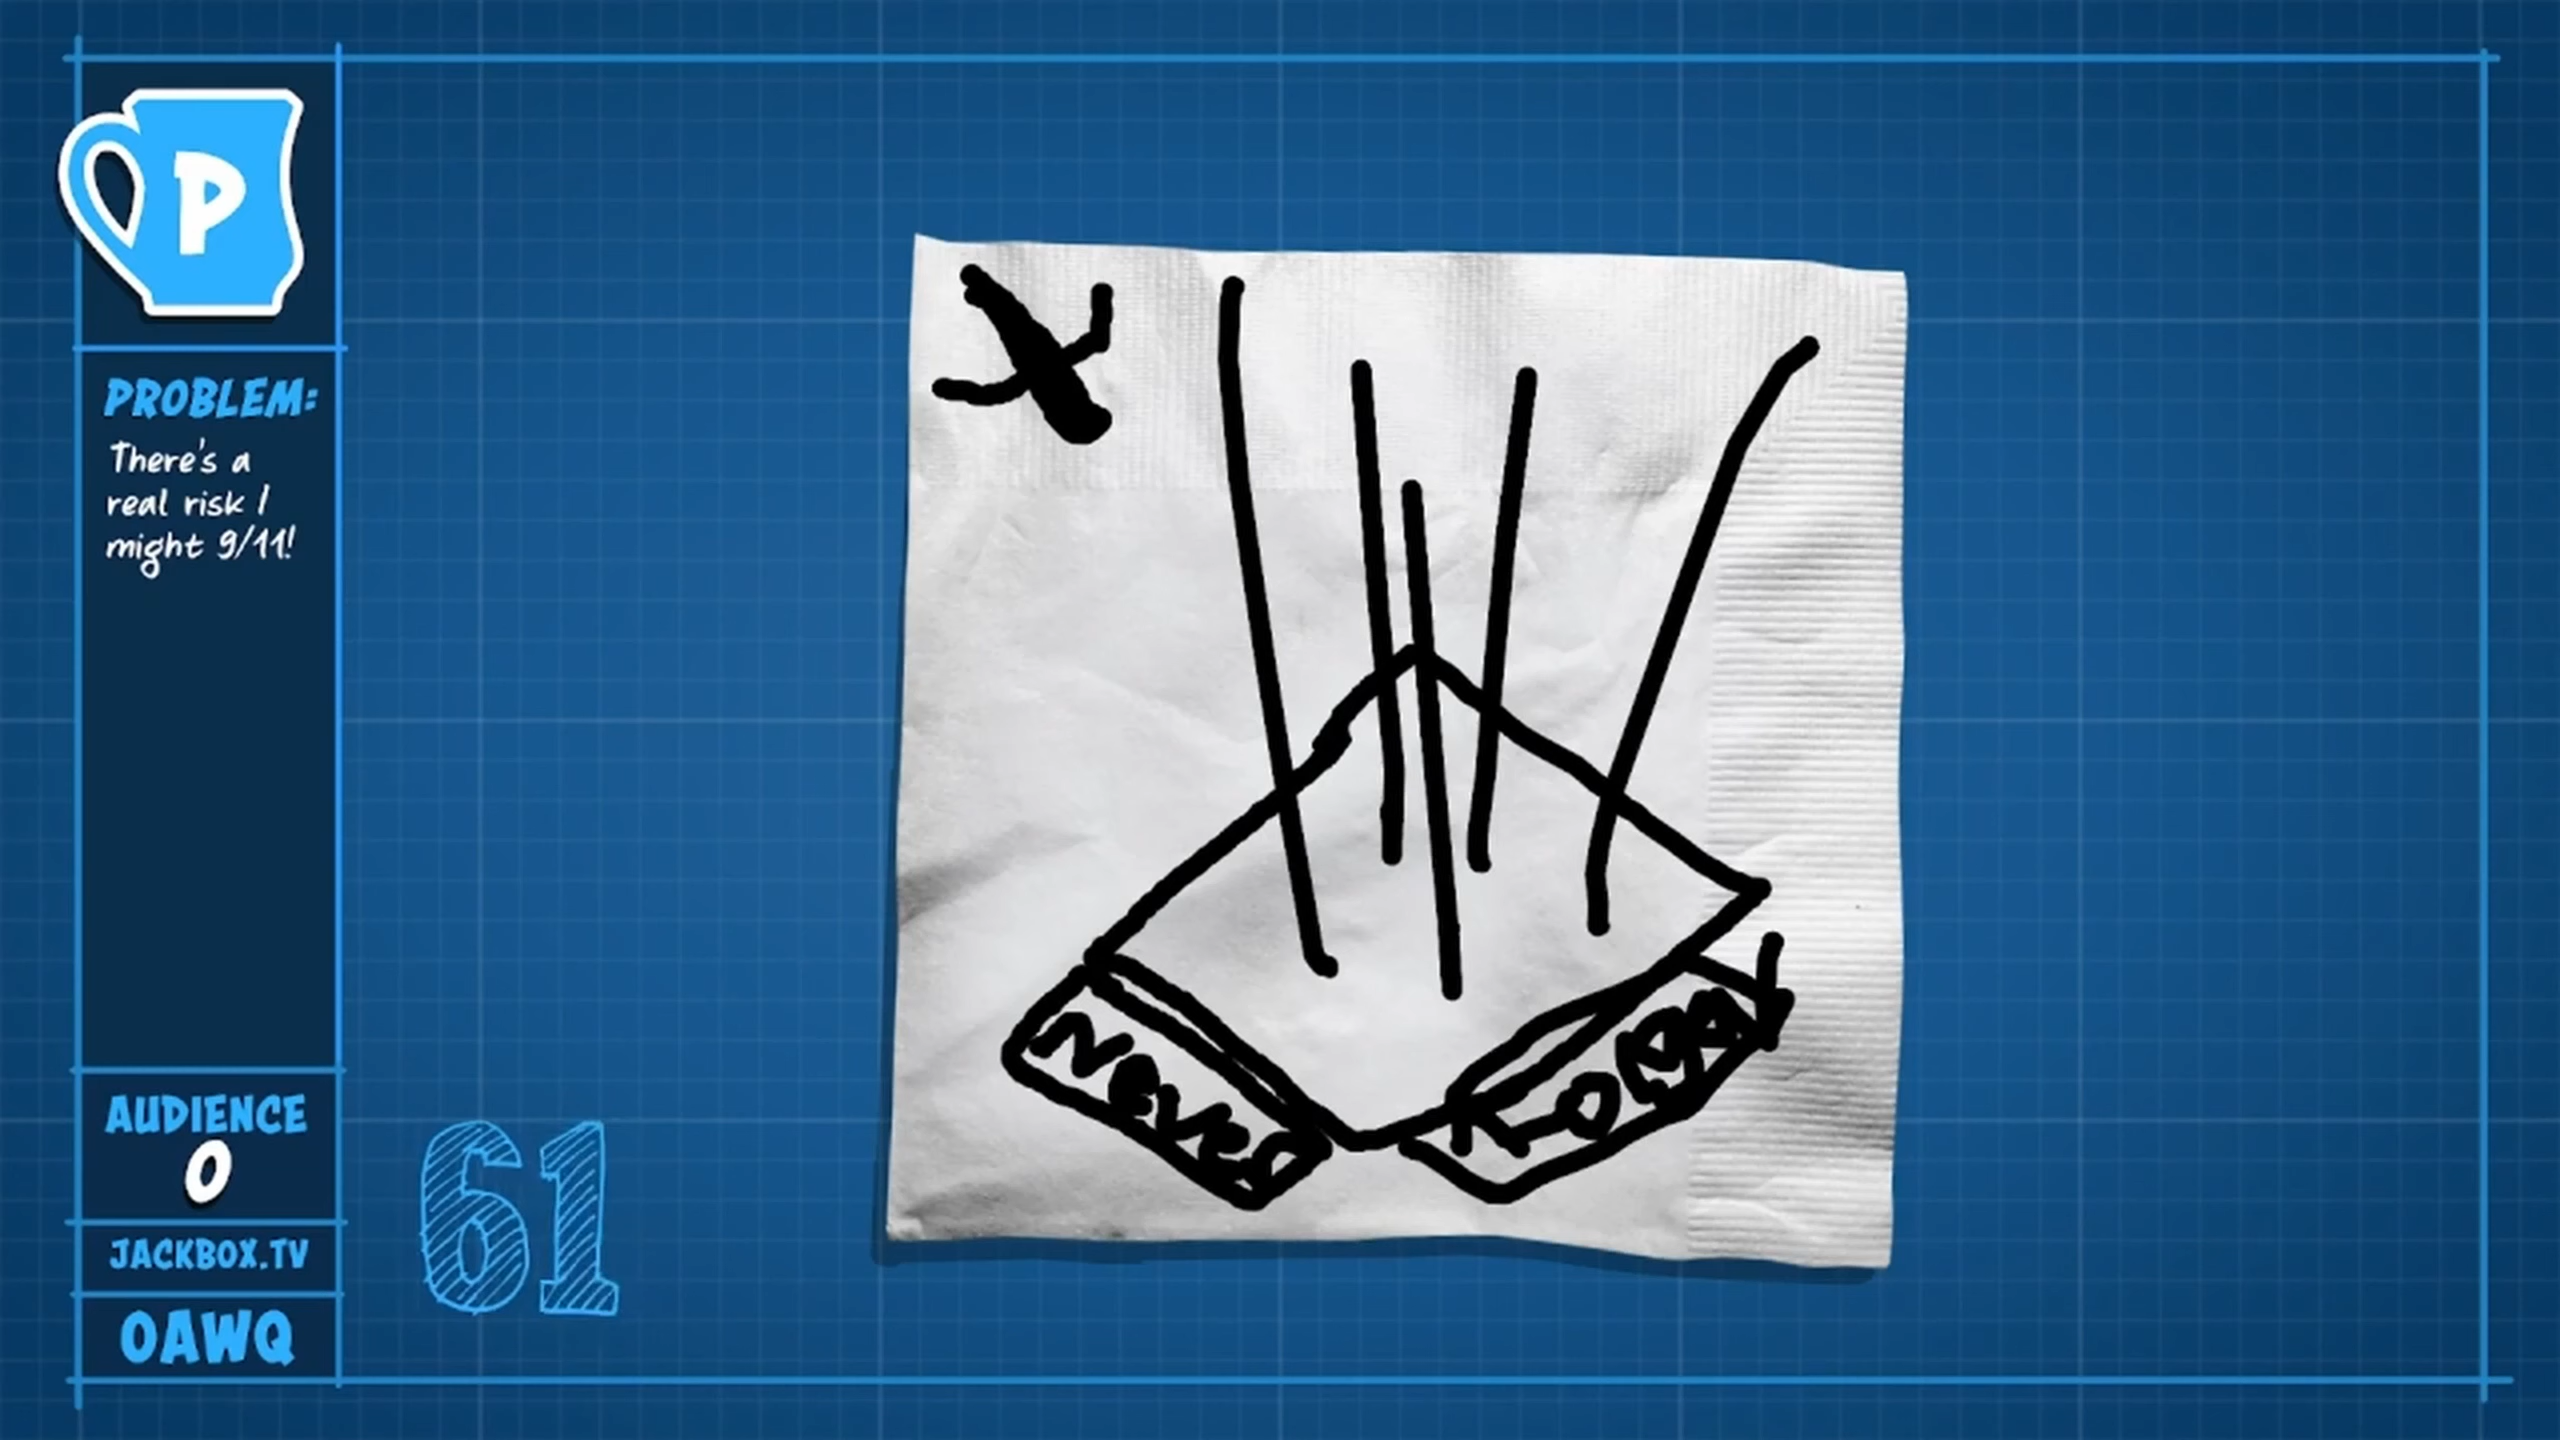 P
PROBLEM:
There's a
real risk I
might 9/11!
AUDIENCE
0
JACKBOX.TV
OAWQ
61
Never